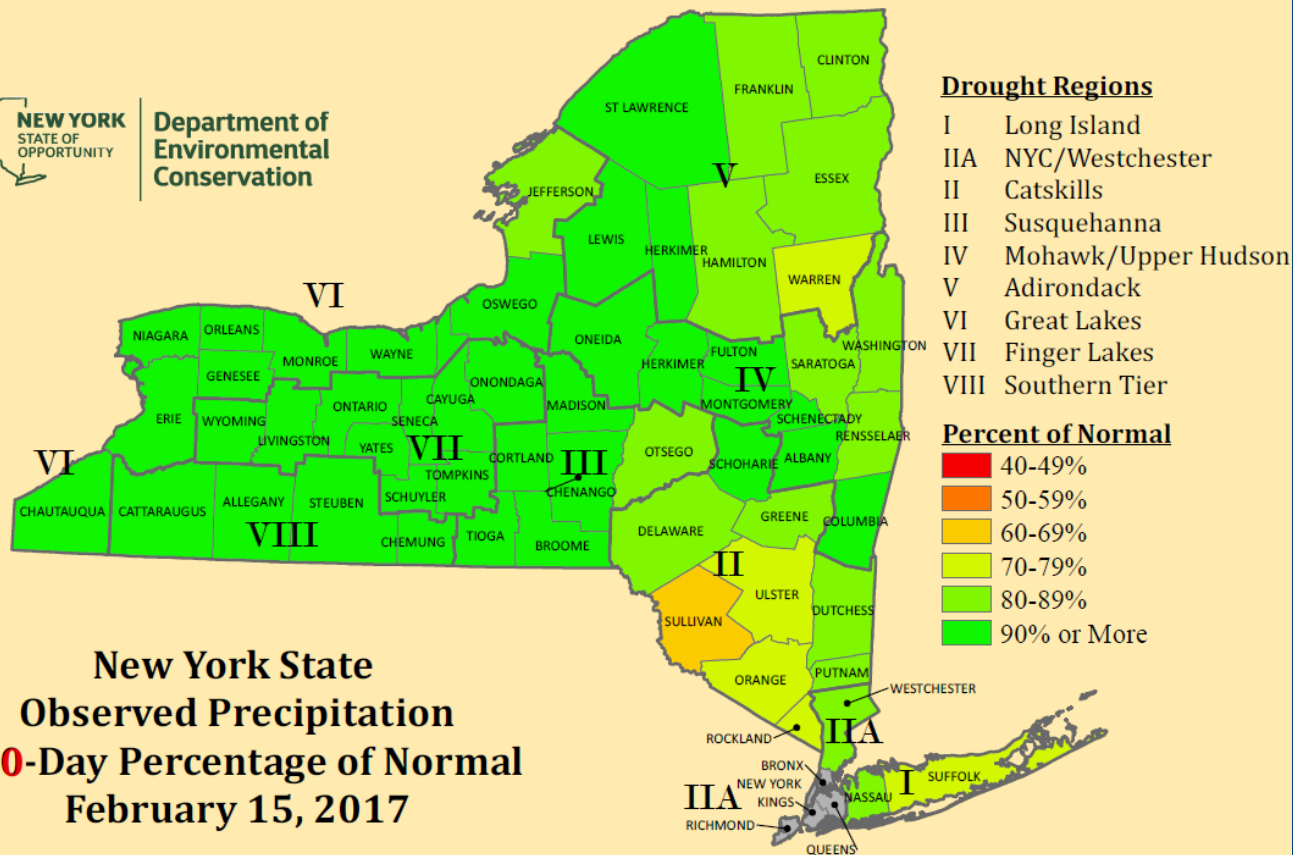 NEW YORK
STATE OF
OPPORTUNITY
Department of
Environmental
Conservation
Drought Regions
I Long Island
IIA NYC/Westchester
II Catskills
III Susquehanna
IV Mohawk/Upper Hudson
V Adirondack
VI Great Lakes
VII Finger Lakes
VIII Southern Tier
Percent of Normal
40-49%
50-59%
60-69%
70-79%
80-89%
90% or More
CLINTON
FRANKLIN
ST LAWRENCE
V
ESSEX
JEFFERSON
LEWIS
HERKIMER
HAMILTON
WARREN
VI
OSWEGO
NIAGARA
ORLEANS
MONROE
WAYNE
ONEIDA
HERKIMER
FULTON
WASHINGTON
SARATOGA
GENESEE
IV
ONONDAGA
CAYUGA
MADISON
MONTGOMERY
ERIE
WYOMING
ONTARIO
SENECA
SCHENECTADY
LIVINGSTON
YATES
VII
RENSSELAER
OTSEGO
CORTLAND
III
SCHOHARIE
ALBANY
VI
TOMPKINS
CHENANGO
CHAUTAUQUA
CATTARAUGUS
ALLEGANY
STEUBEN
SCHUYLER
VIII
CHEMUNG
TIOGA
BROOME
DELAWARE
GREENE
COLUMBIA
II
ULSTER
DUTCHESS
SULLIVAN
ORANGE
PUTNAM
WESTCHESTER
ROCKLAND
IIA
BRONX
NEW YORK
IIA
KINGS
RICHMOND
QUEENS
NASSAU
I
SUFFOLK
New York State
Observed Precipitation
0-Day Percentage of Normal
February 15, 2017